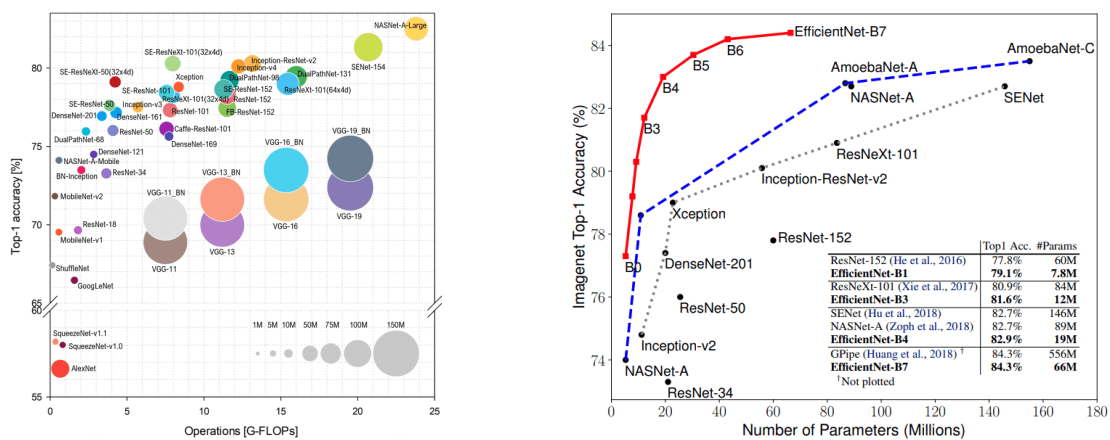 NASNet-A-Large
SE-ResNeXt-101(32x4d)
Inception-ResNet-v2
Inception-v4
SENet-154
80
SE-ResNeXt-50(32x4d)
Xception
DualPathNet-98
DualPathNet-131
SE-ResNet-101
SE-ResNet-152
ResNeXt-101(64x4d)
ResNeXt-101(32x4d)
ResNet-152
SE-ResNet-50
Inception-v3
ResNet-101
FB-ResNet-152
DenseNet-201
DenseNet-161
DualPathNet-68
ResNet-50
Caffe-ResNet-101
DenseNet-169
VGG-19_BN
75
DenseNet-121
VGG-16_BN
NASNet-A-Mobile
BN-Inception
ResNet-34
VGG-13_BN
VGG-11_BN
MobileNet-v2
70
ResNet-18
MobileNet-v1
VGG-16
VGG-19
VGG-13
VGG-11
ShuffleNet
GoogLeNet
65
60
1M 5M 10M 50M 75M 100M 150M
SqueezeNet-v1.1
SqueezeNet-v1.0
AlexNet
55
0 5 10 15 20 25
Operations [G-FLOPs]
Top-1 accuracy [%]
84
EfficientNet-B7
B6
AmoebaNet-C
B5
AmoebaNet-A
B4
NASNet-A
SENet
82
B3
ResNeXt-101
Inception-ResNet-v2
80
Xception
78
ResNet-152
DenseNet-201
B0
76
ResNet-50
Inception-v2
74
NASNet-A
ResNet-34
Top1 Acc. #Params
ResNet-152 (He et al., 2016) 77.8% 60M
EfficientNet-B1 79.1% 7.8M
ResNeXt-101 (Xie et al., 2017) 80.9% 84M
EfficientNet-B3 81.6% 12M
SENet (Hu et al., 2018) 82.7% 146M
NASNet-A (Zoph et al., 2018) 82.7% 89M
EfficientNet-B4 82.9% 19M
GPipe (Huang et al., 2018) † 84.3% 556M
EfficientNet-B7 84.3% 66M
†Not plotted
0 20 40 60 80 100 120 140 160 180
Number of Parameters (Millions)
Imagenet Top-1 Accuracy (%)